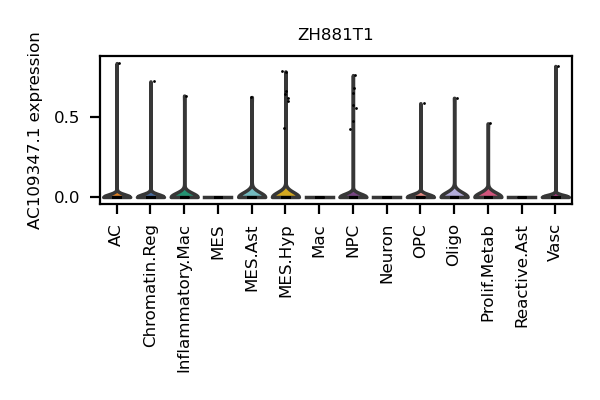 ZH881T1
AC109347.1 expression
0.5
0.0
AC
Chromatin.Reg
Inflammatory.Mac
MES
MES.Ast
MES.Hyp
Mac
NPC
Neuron
OPC
Oligo
Prolif.Metab
Reactive.Ast
Vasc